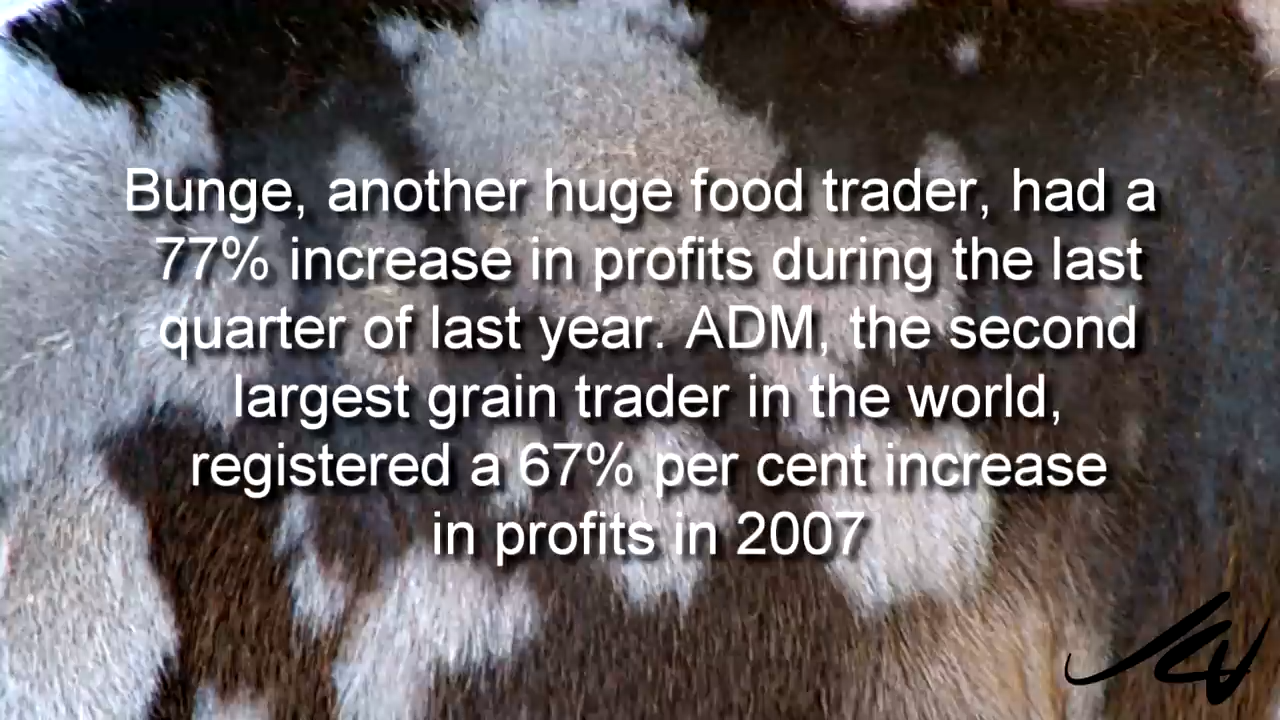 Bunge, another huge food trader, had a
77% increase in profits during the last
quarter of last year. ADM, the second
largest grain trader in the world,
registered a 67% per cent increase
in profits in 2007